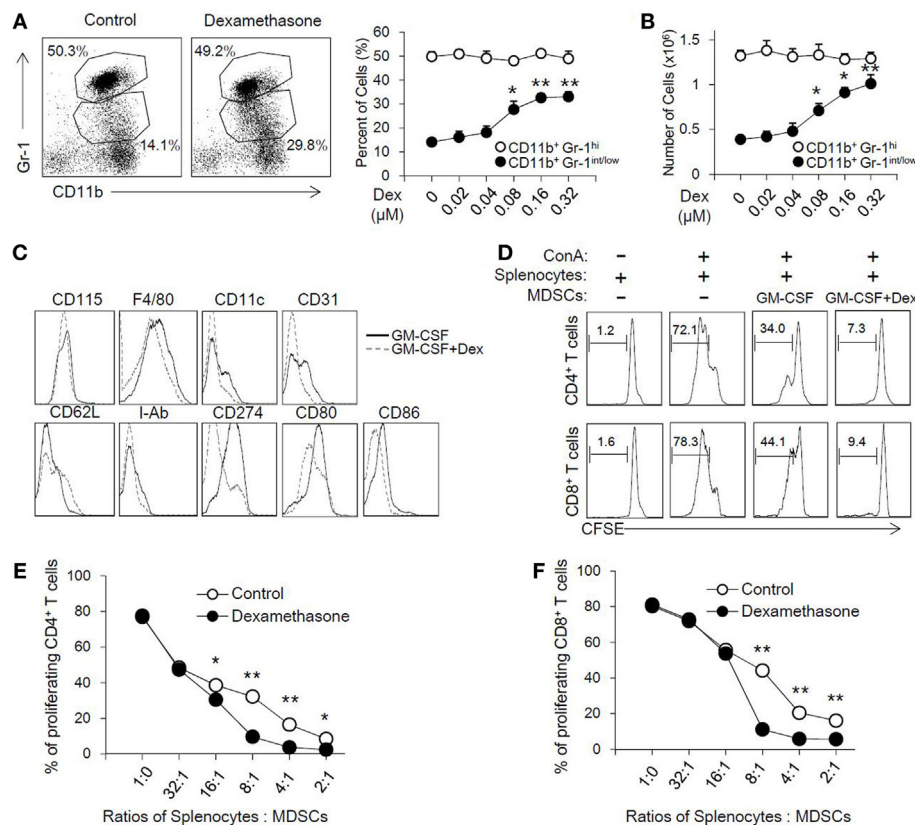 A
Control
Dexamethasone
50.3%
49.2%
14.1%
29.8%
Gr-1
CD11b
Percent of Cells (%)
60
50
40
30
20
10
0
* ** **
CD11b+ Gr-1hi
CD11b+ Gr-1int/low
Dex
(μM)
0 0.02 0.04 0.08 0.16 0.32
B
Number of Cells (x10⁶)
1.5
1
0.5
0
* * **
CD11b+ Gr-1hi
CD11b+ Gr-1int/low
Dex
(μM)
0 0.02 0.04 0.08 0.16 0.32
C
CD115 F4/80 CD11c CD31
GM-CSF
GM-CSF+Dex
CD62L I-Ab CD274 CD80 CD86
D
ConA: - + + +
Splenocytes: + + + +
MDSCs: - - GM-CSF GM-CSF+Dex
CD4+ T cells
1.2 72.1 34.0 7.3
CD8+ T cells
1.6 78.3 44.1 9.4
CFSE
E
% of proliferating CD4+ T cells
100
80
60
40
20
0
Control
Dexamethasone
* ** ** *
1:0 32:1 16:1 8:1 4:1 2:1
Ratios of Splenocytes : MDSCs
F
% of proliferating CD8+ T cells
100
80
60
40
20
0
Control
Dexamethasone
** ** **
1:0 32:1 16:1 8:1 4:1 2:1
Ratios of Splenocytes : MDSCs